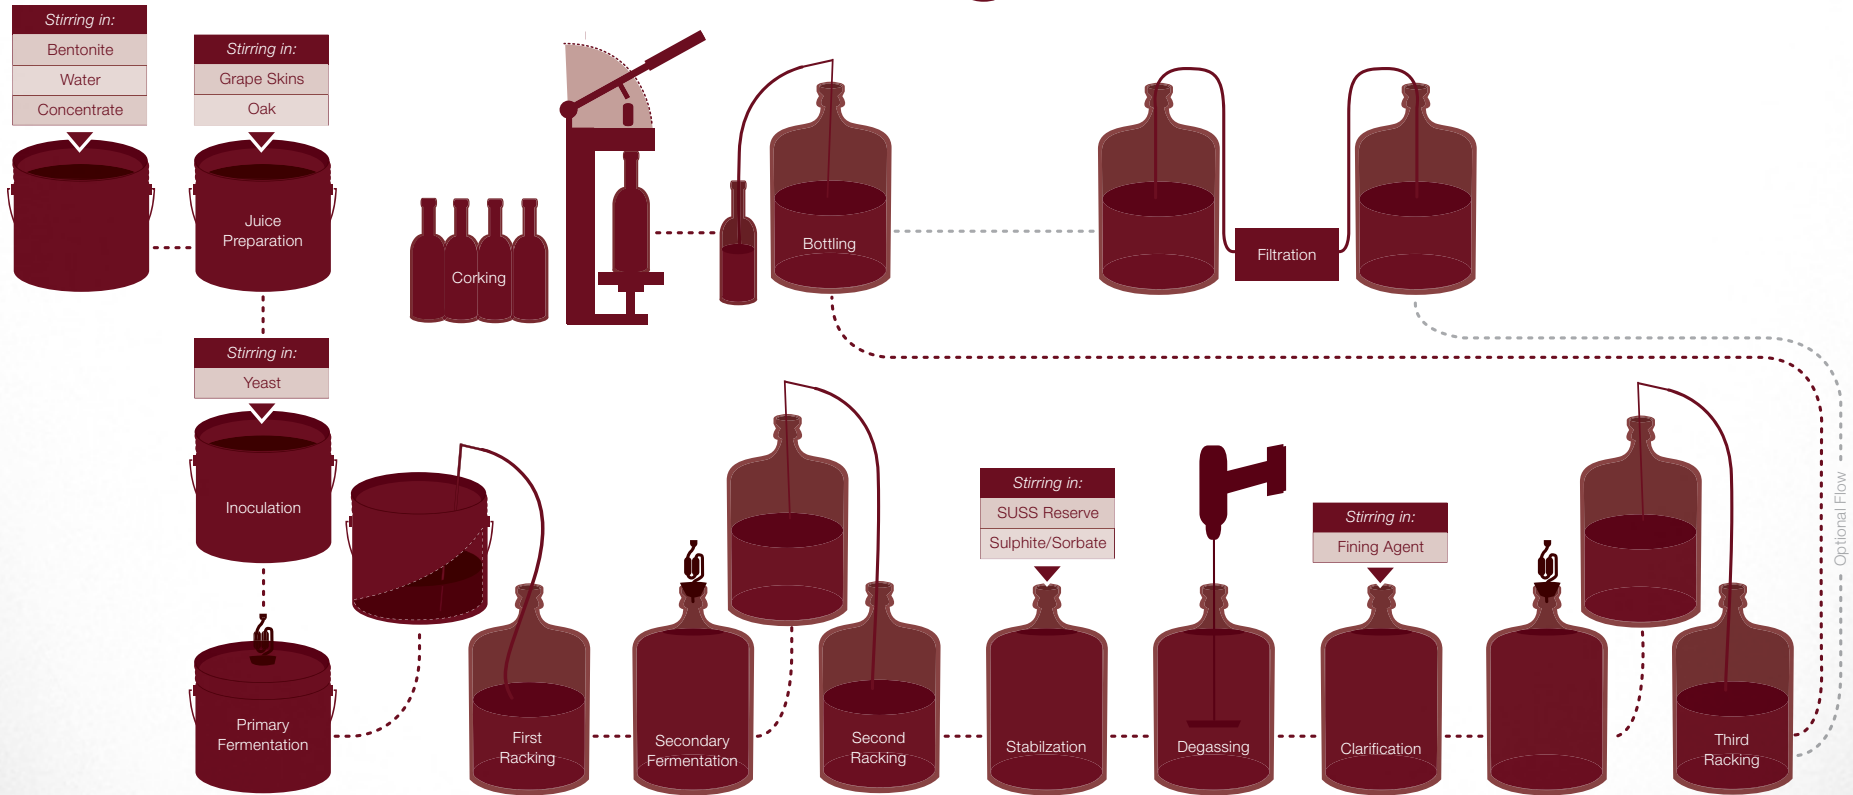 Stirring in:
Bentonite
Water
Concentrate
Stirring in:
Grape Skins
Oak
Juice
Preparation
Stirring in:
Yeast
Inoculation
Primary
Fermentation
First
Racking
Secondary
Fermentation
Second
Racking
Stirring in:
SUSS Reserve
Sulphite/Sorbate
Stabilzation
Degassing
Stirring in:
Fining Agent
Clarification
Third
Racking
Optional Flow
Filtration
Bottling
Corking